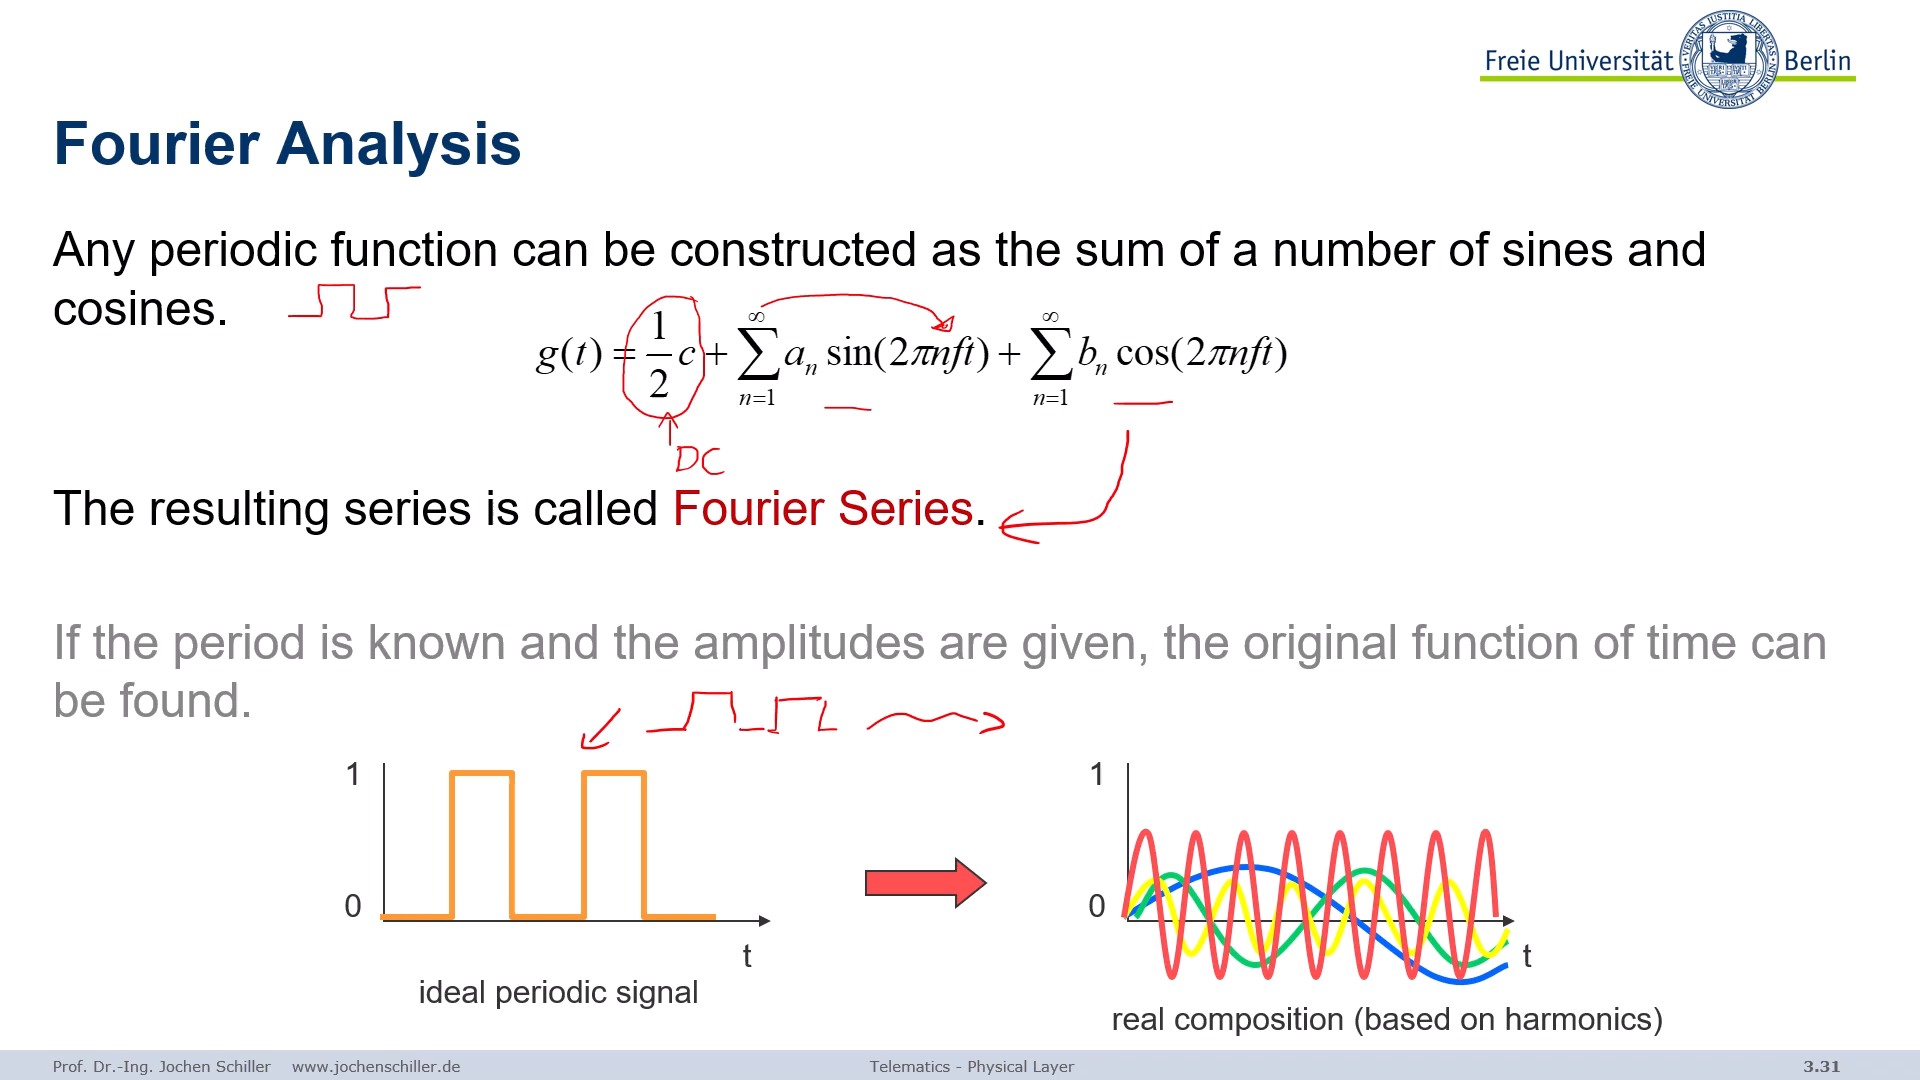 Freie Universität Berlin
Fourier Analysis
Any periodic function can be constructed as the sum of a number of sines and
cosines.
g(t) = 1/2 c + ∑_{n=1}^{∞} a_n sin(2πnft) + ∑_{n=1}^{∞} b_n cos(2πnft)
DC
The resulting series is called Fourier Series.
If the period is known and the amplitudes are given, the original function of time can
be found.
1
0
t
ideal periodic signal
1
0
t
real composition (based on harmonics)
Prof. Dr.-Ing. Jochen Schiller www.jochenschiller.de Telematics - Physical Layer 3.31